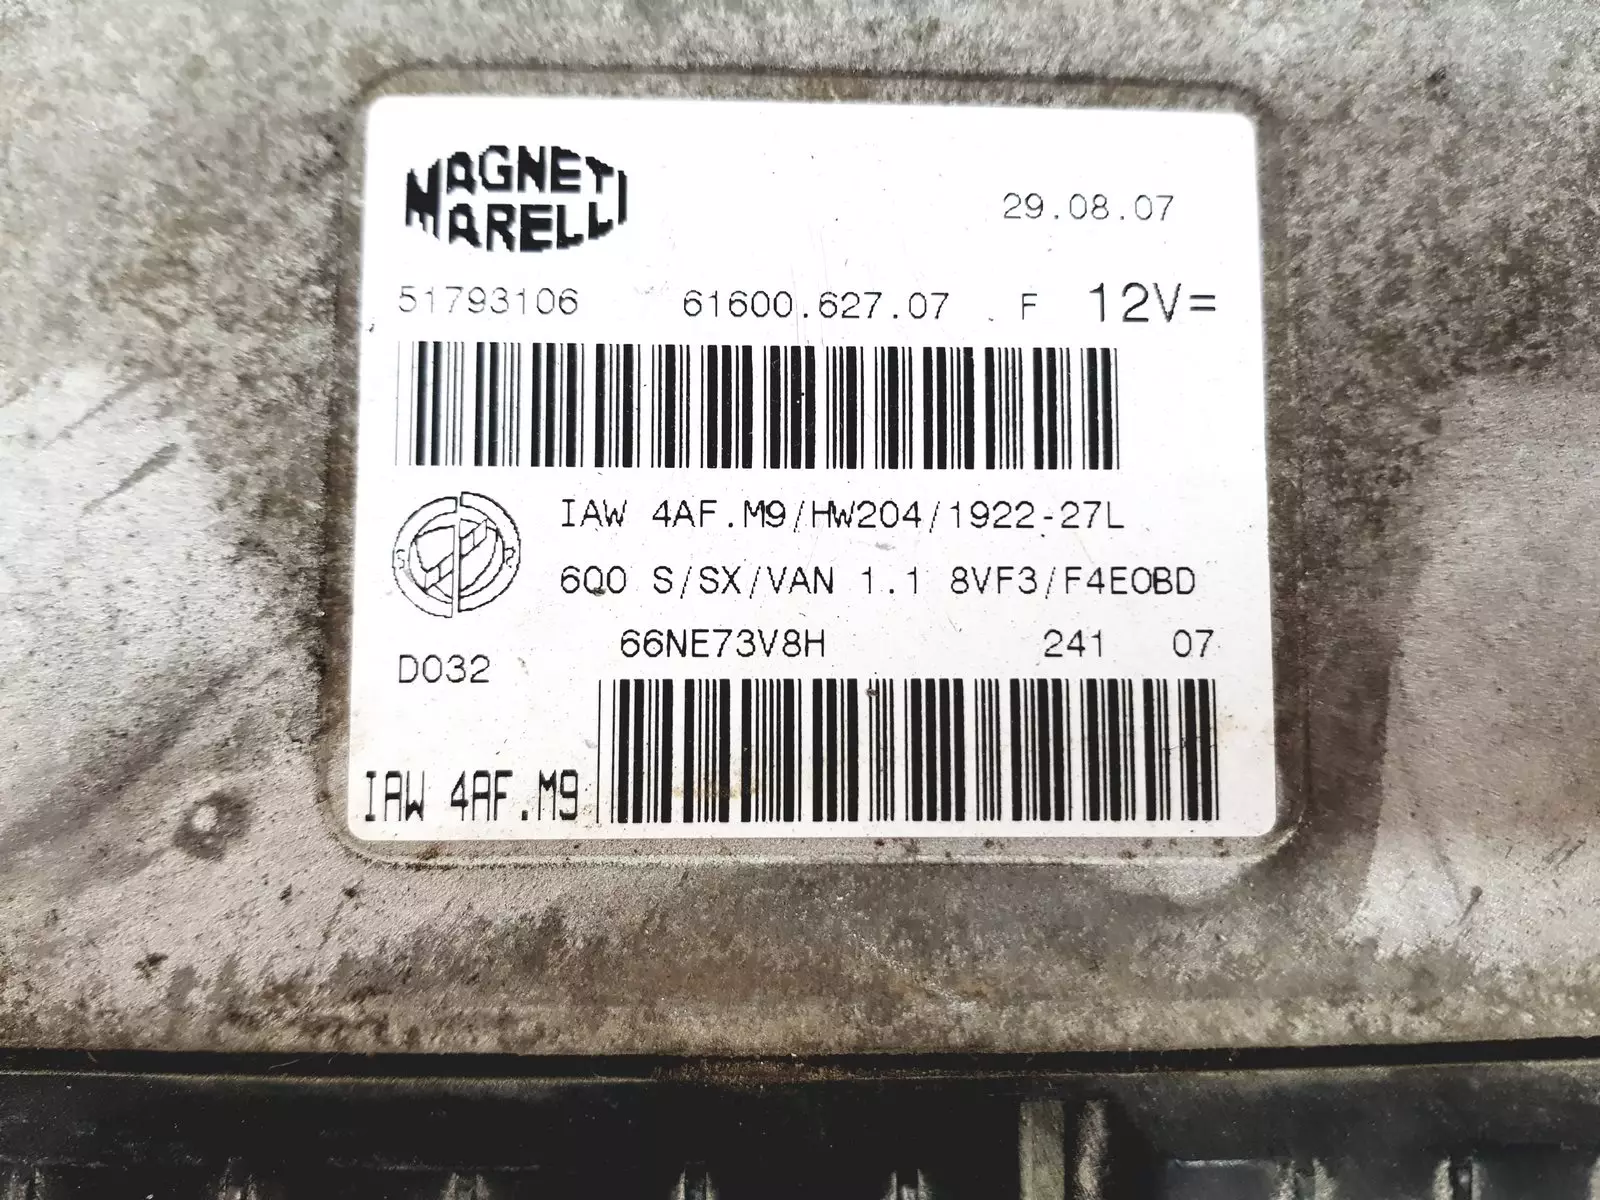 MAGNETI
MARELLI
29.08.07
51793106 61600.627.07 F 12V=
IAW 4AF.M9/HW204/1922-27L
600 S/SX/VAN 1.1 8VF3/F4EOBD
66NE73V8H 241 07
D032
IAW 4AF.M9